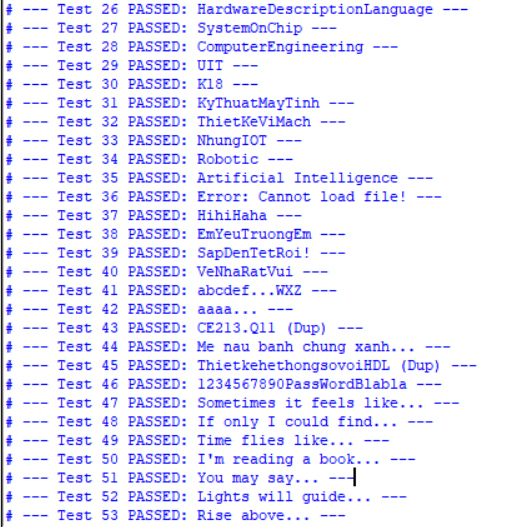 # --- Test 26 PASSED: HardwareDescriptionLanguage ---
# --- Test 27 PASSED: SystemOnChip ---
# --- Test 28 PASSED: ComputerEngineering ---
# --- Test 29 PASSED: UIT ---
# --- Test 30 PASSED: K18 ---
# --- Test 31 PASSED: KyThuatMayTinh ---
# --- Test 32 PASSED: ThietKeViMach ---
# --- Test 33 PASSED: NhungIOT ---
# --- Test 34 PASSED: Robotic ---
# --- Test 35 PASSED: Artificial Intelligence ---
# --- Test 36 PASSED: Error: Cannot load file! ---
# --- Test 37 PASSED: HihiHaha ---
# --- Test 38 PASSED: EmYeuTruongEm ---
# --- Test 39 PASSED: SapDenTetRoi! ---
# --- Test 40 PASSED: VeNhaRatVui ---
# --- Test 41 PASSED: abcdef...WXZ ---
# --- Test 42 PASSED: aaaa... ---
# --- Test 43 PASSED: CE213.Q11 (Dup) ---
# --- Test 44 PASSED: Me nau banh chung xanh... ---
# --- Test 45 PASSED: ThietkehethongsovoiHDL (Dup) ---
# --- Test 46 PASSED: 1234567890PassWordBlabla ---
# --- Test 47 PASSED: Sometimes it feels like... ---
# --- Test 48 PASSED: If only I could find... ---
# --- Test 49 PASSED: Time flies like... ---
# --- Test 50 PASSED: I'm reading a book... ---
# --- Test 51 PASSED: You may say... ---
# --- Test 52 PASSED: Lights will guide... ---
# --- Test 53 PASSED: Rise above... ---